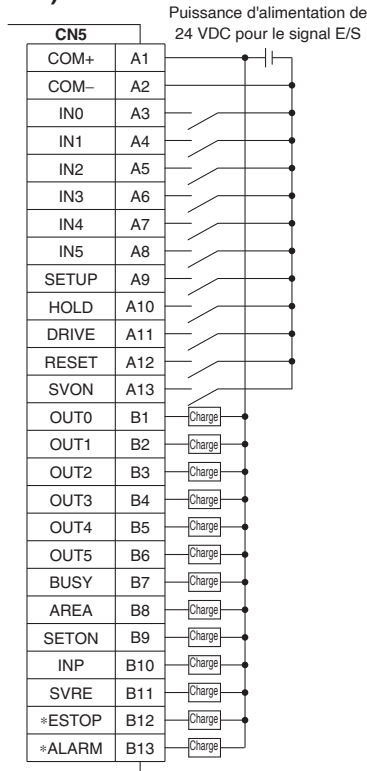 Puissance d'alimentation de
24 VDC pour le signal E/S
CN5
COM+ A1
COM− A2
IN0 A3
IN1 A4
IN2 A5
IN3 A6
IN4 A7
IN5 A8
SETUP A9
HOLD A10
DRIVE A11
RESET A12
SVON A13
OUT0 B1 Charge
OUT1 B2 Charge
OUT2 B3 Charge
OUT3 B4 Charge
OUT4 B5 Charge
OUT5 B6 Charge
BUSY B7 Charge
AREA B8 Charge
SETON B9 Charge
INP B10 Charge
SVRE B11 Charge
*ESTOP B12 Charge
*ALARM B13 Charge